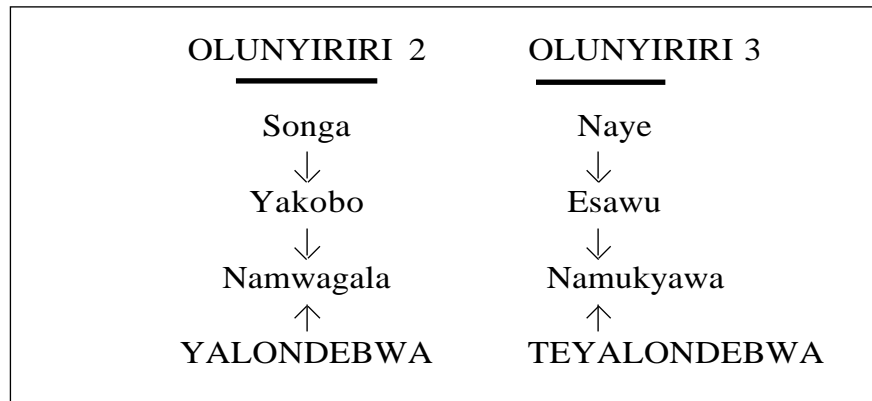 OLUNYIRIRI 2 OLUNYIRIRI 3
Songa Naye
Yakobo Esawu
Namwagala Namukyawa
YALONDEBWA TEYALONDEBWA